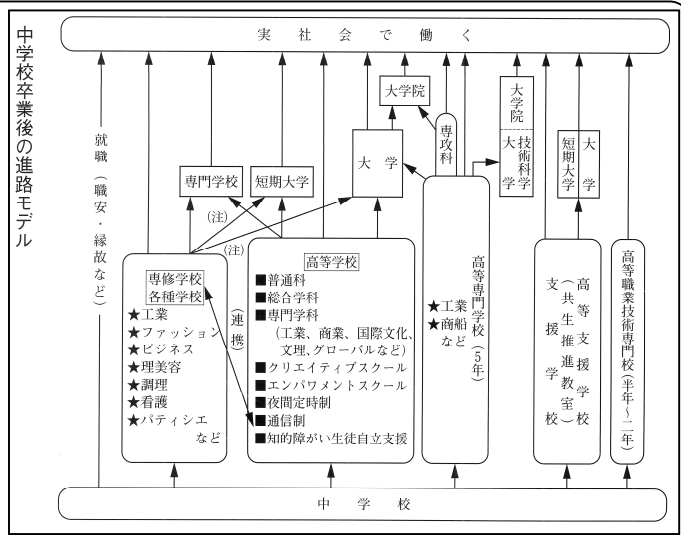 中学校卒業後の進路モデル
実社会で働く
就職（職安・縁故など）
専門学校
短期大学
大学
大学院
専攻科
大学院
技術科学
大学
大学
短期大学
（注）
（注）
専修学校
各種学校
★工業
★ファッション
★ビジネス
★理美容
★調理
★看護
★パティシエ
など
（連携）
高等学校
■普通科
■総合学科
■専門学科
（工業、商業、国際文化、
文理、グローバルなど）
■クリエイティブスクール
■エンパワメントスクール
■夜間定時制
■通信制
■知的障がい生徒自立支援
高等専門学校（5年）
★工業
★商船
など
高等支援学校
（共生推進教室）
支援学校
高等職業技術専門校（半年～二年）
中学校